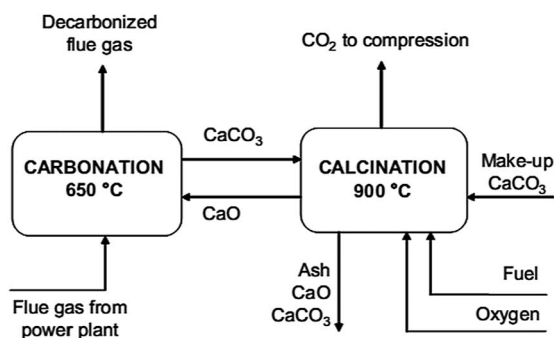 Decarbonized
flue gas
CO₂ to compression
CaCO₃
CARBONATION
650 °C
CALCINATION
900 °C
Make-up
CaCO₃
CaO
Ash
CaO
CaCO₃
Fuel
Oxygen
Flue gas from
power plant